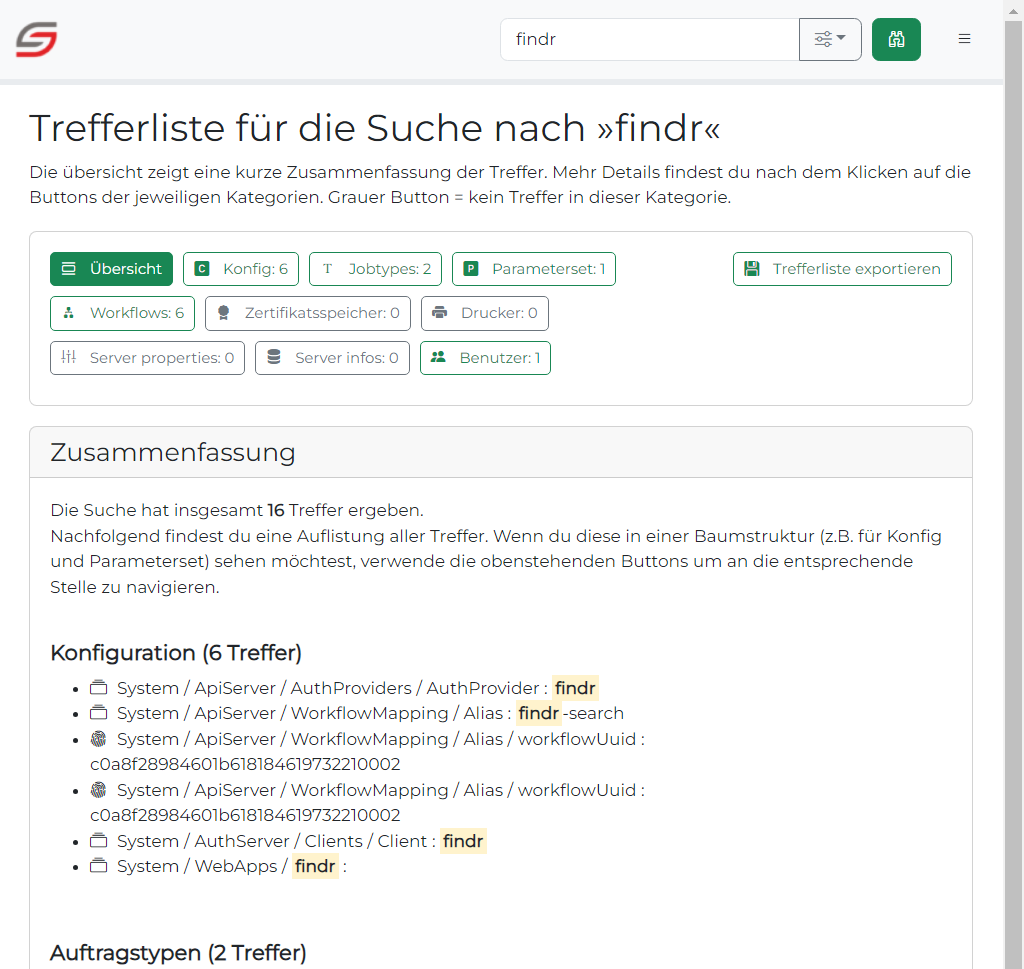 findr
Trefferliste für die Suche nach »findr«
Die übersicht zeigt eine kurze Zusammenfassung der Treffer. Mehr Details findest du nach dem Klicken auf die
Buttons der jeweiligen Kategorien. Grauer Button = kein Treffer in dieser Kategorie.
Übersicht C Konfig: 6 T Jobtypes: 2 P Parameterset: 1 Trefferliste exportieren
Workflows: 6 Zertifikatsspeicher: 0 Drucker: 0
Server properties: 0 Server infos: 0 Benutzer: 1
Zusammenfassung
Die Suche hat insgesamt 16 Treffer ergeben.
Nachfolgend findest du eine Auflistung aller Treffer. Wenn du diese in einer Baumstruktur (z.B. für Konfig
und Parameterset) sehen möchtest, verwende die obenstehenden Buttons um an die entsprechende
Stelle zu navigieren.
Konfiguration (6 Treffer)
System / ApiServer / AuthProviders / AuthProvider : findr
System / ApiServer / WorkflowMapping / Alias : findr-search
System / ApiServer / WorkflowMapping / Alias / workflowUuid :
c0a8f28984601b618184619732210002
System / ApiServer / WorkflowMapping / Alias / workflowUuid :
c0a8f28984601b618184619732210002
System / AuthServer / Clients / Client : findr
System / WebApps / findr :
Auftragstypen (2 Treffer)